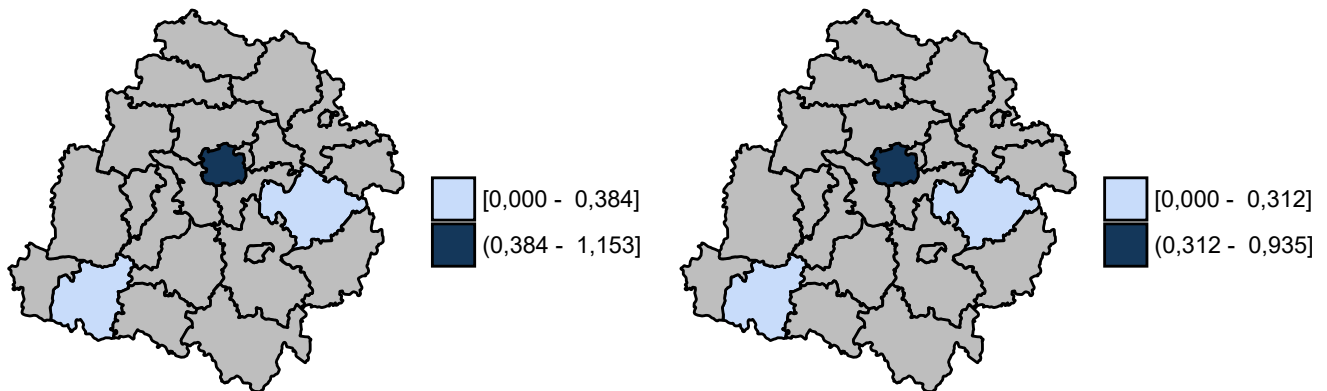 [0,000 - 0,384]
(0,384 - 1,153]
[0,000 - 0,312]
(0,312 - 0,935]